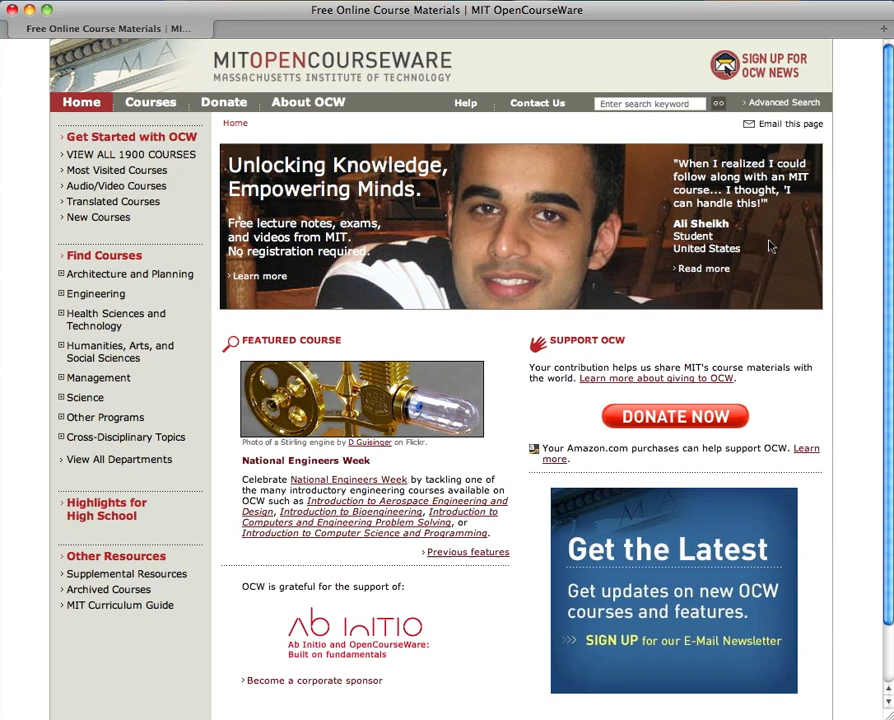 Free Online Course Materials | MIT OpenCourseWare
Free Online Course Materials | MI...
MITOPENCOURSEWARE
MASSACHUSETTS INSTITUTE OF TECHNOLOGY
SIGN UP FOR
OCW NEWS
Home Courses Donate About OCW Help Contact Us Enter search keyword GO Advanced Search
Get Started with OCW
VIEW ALL 1900 COURSES
Most Visited Courses
Audio/Video Courses
Translated Courses
New Courses
Find Courses
Architecture and Planning
Engineering
Health Sciences and
Technology
Humanities, Arts, and
Social Sciences
Management
Science
Other Programs
Cross-Disciplinary Topics
View All Departments
Highlights for
High School
Other Resources
Supplemental Resources
Archived Courses
MIT Curriculum Guide
Home
Email this page
Unlocking Knowledge,
Empowering Minds.
Free lecture notes, exams,
and videos from MIT.
No registration required.
Learn more
"When I realized I could
follow along with an MIT
course... I thought, 'I
can handle this!'"
Ali Sheikh
Student
United States
Read more
FEATURED COURSE
Photo of a Stirling engine by D Guisinger on Flickr.
National Engineers Week
Celebrate National Engineers Week by tackling one of
the many introductory engineering courses available on
OCW such as Introduction to Aerospace Engineering and
Design, Introduction to Bioengineering, Introduction to
Computers and Engineering Problem Solving, or
Introduction to Computer Science and Programming.
Previous features
OCW is grateful for the support of:
Ab Initio
Ab Initio and OpenCourseWare:
Built on fundamentals
Become a corporate sponsor
SUPPORT OCW
Your contribution helps us share MIT's course materials with
the world. Learn more about giving to OCW.
DONATE NOW
Your Amazon.com purchases can help support OCW. Learn
more.
Get the Latest
Get updates on new OCW
courses and features.
SIGN UP for our E-Mail Newsletter